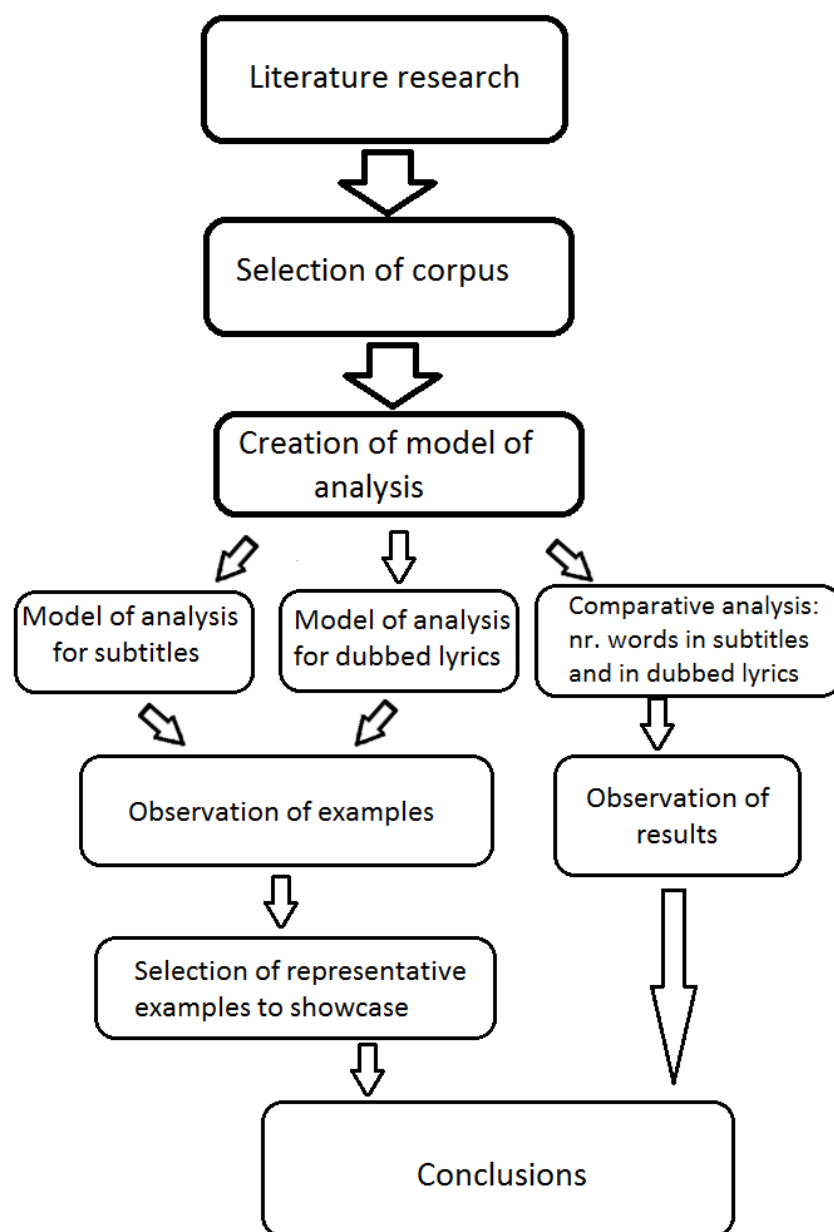 Literature research
Selection of corpus
Creation of model of
analysis
Model of analysis
for subtitles
Model of analysis
for dubbed lyrics
Comparative analysis:
nr. words in subtitles
and in dubbed lyrics
Observation of examples
Observation of
results
Selection of representative
examples to showcase
Conclusions